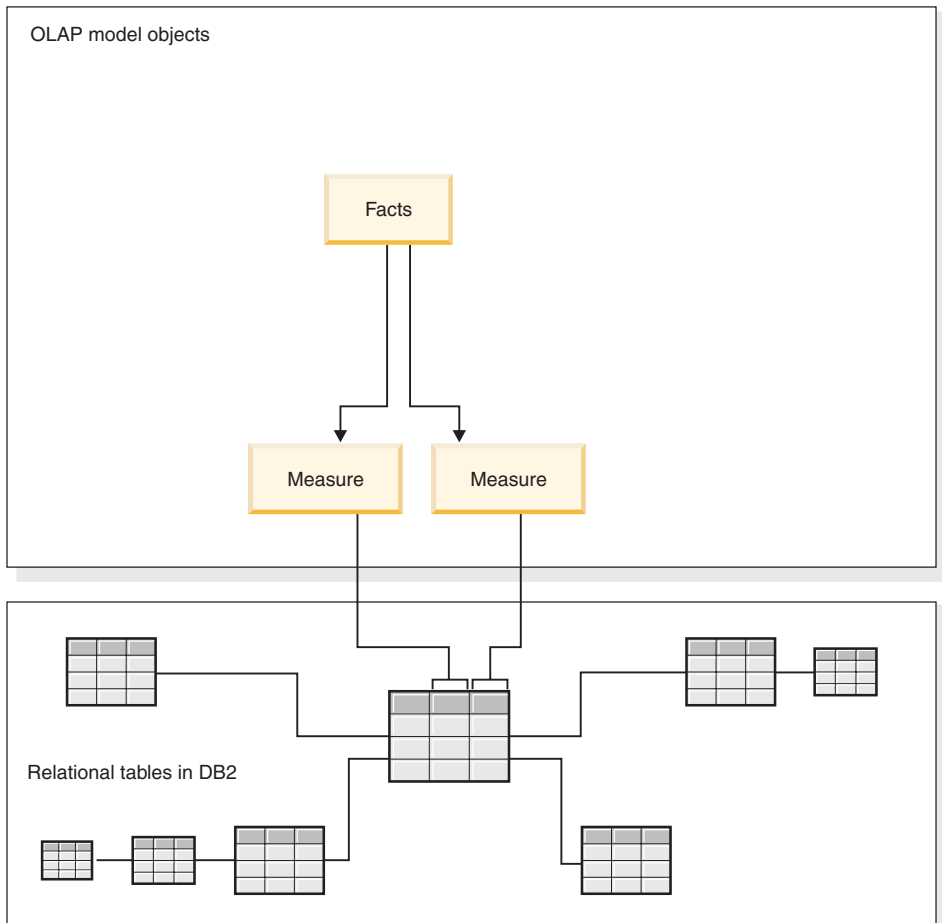 OLAP model objects
Facts
Measure
Measure
Relational tables in DB2